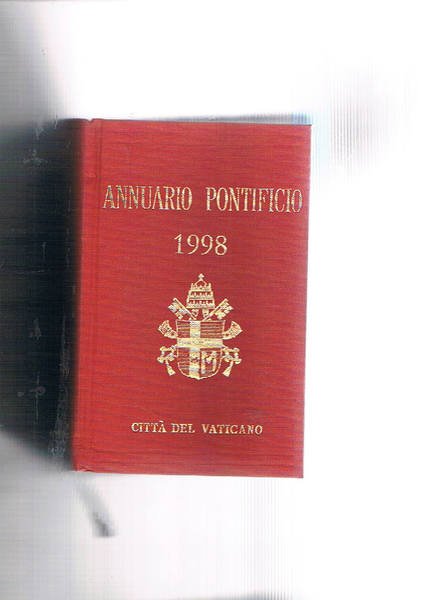 ANNUARIO PONTIFICIO
1998
CITTÀ DEL VATICANO